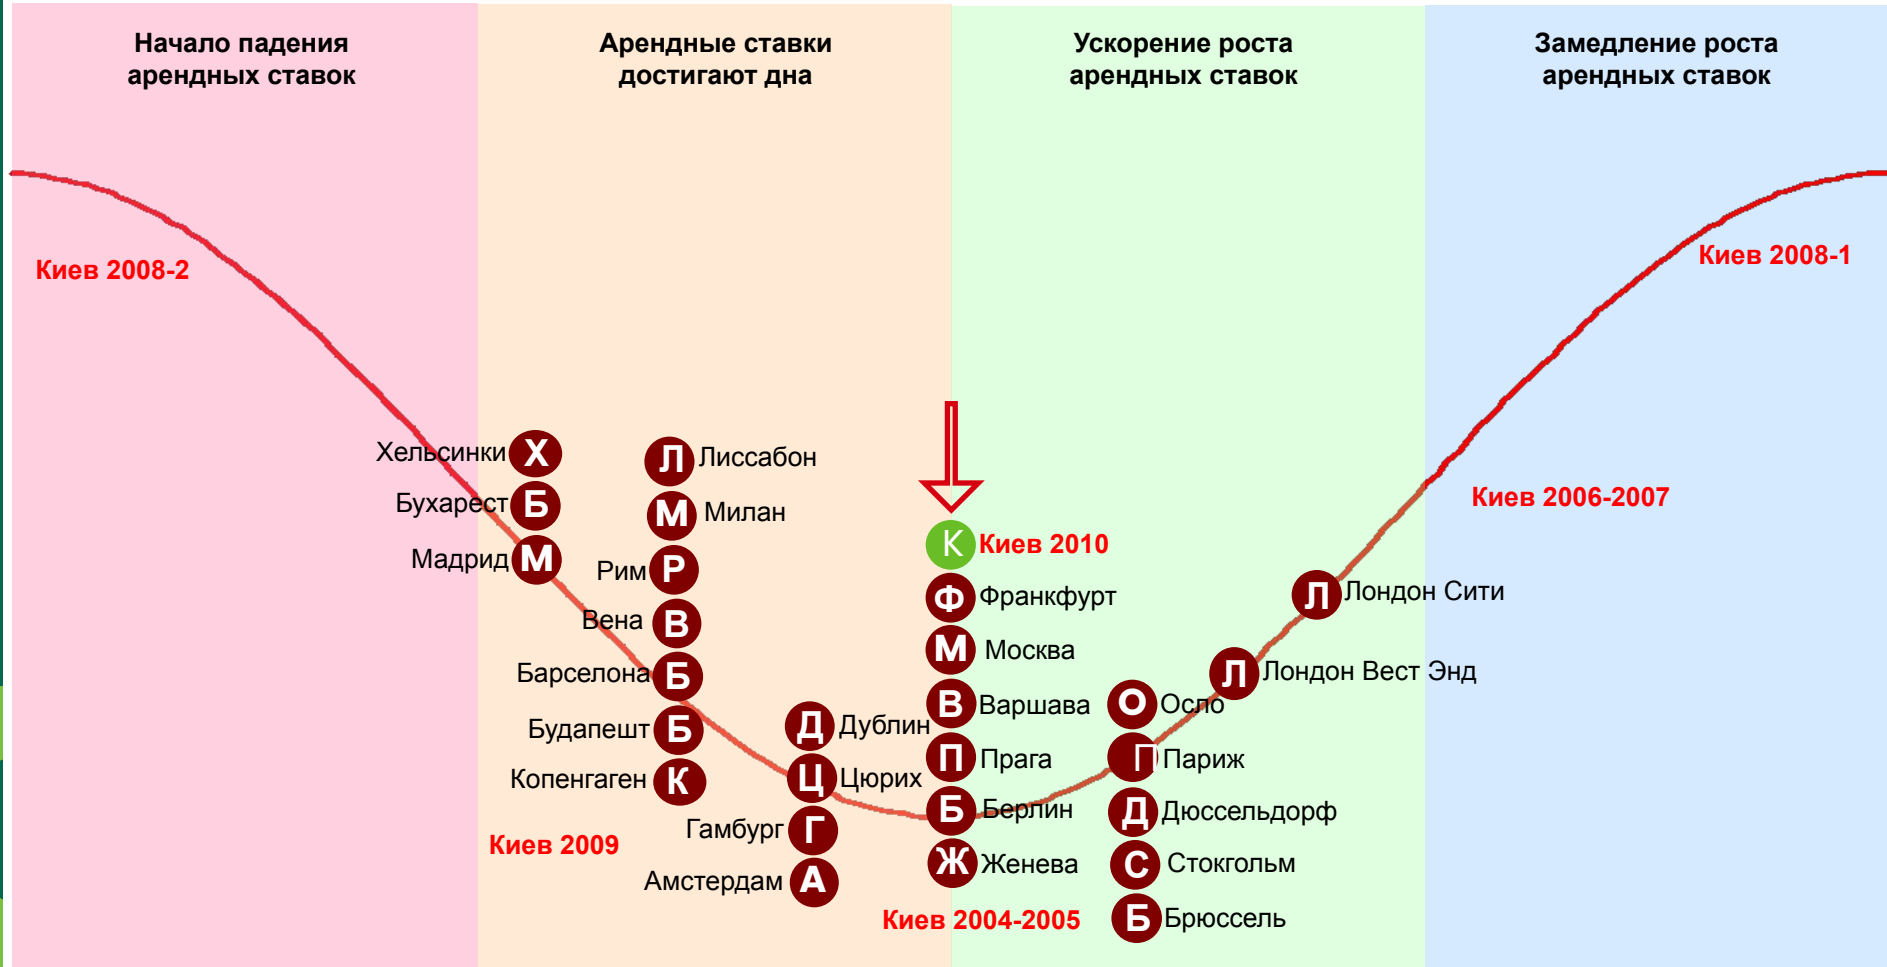 Начало падения
арендных ставок
Арендные ставки
достигают дна
Ускорение роста
арендных ставок
Замедление роста
арендных ставок
Киев 2008-2
Киев 2008-1
Хельсинки Х
Л Лиссабон
Бухарест Б
М Милан
Киев 2006-2007
Мадрид М
К Киев 2010
Рим Р
Ф Франкфурт
Л Лондон Сити
Вена В
М Москва
Барселона Б
Л Лондон Вест Энд
В Варшава
О Осло
Д Дублин
Будапешт Б
П Прага
П Париж
Копенгаген К
Ц Цюрих
Б Берлин
Д Дюссельдорф
Гамбург Г
Киев 2009
Ж Женева
С Стокгольм
Амстердам А
Киев 2004-2005
Б Брюссель